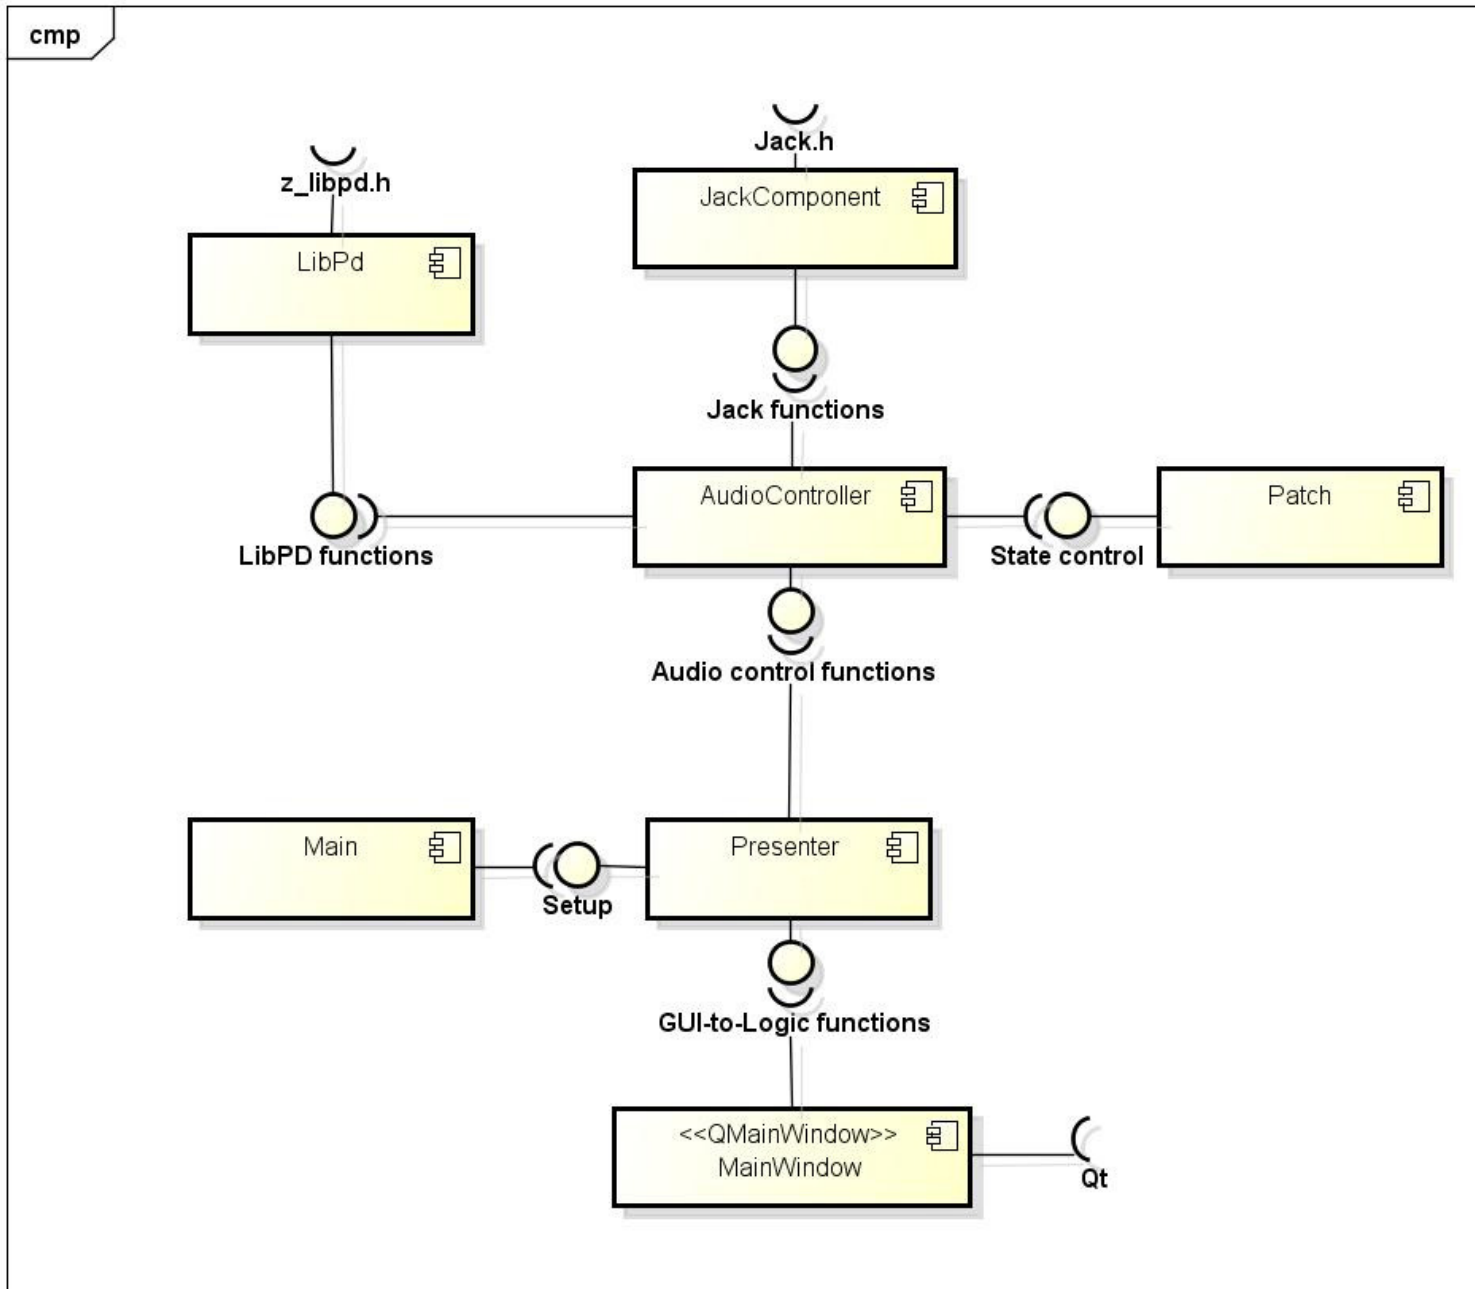 cmp
Jack.h
z_libpd.h
JackComponent
LibPd
Jack functions
AudioController
Patch
LibPD functions
State control
Audio control functions
Main
Presenter
Setup
GUI-to-Logic functions
<<QMainWindow>>
MainWindow
Qt